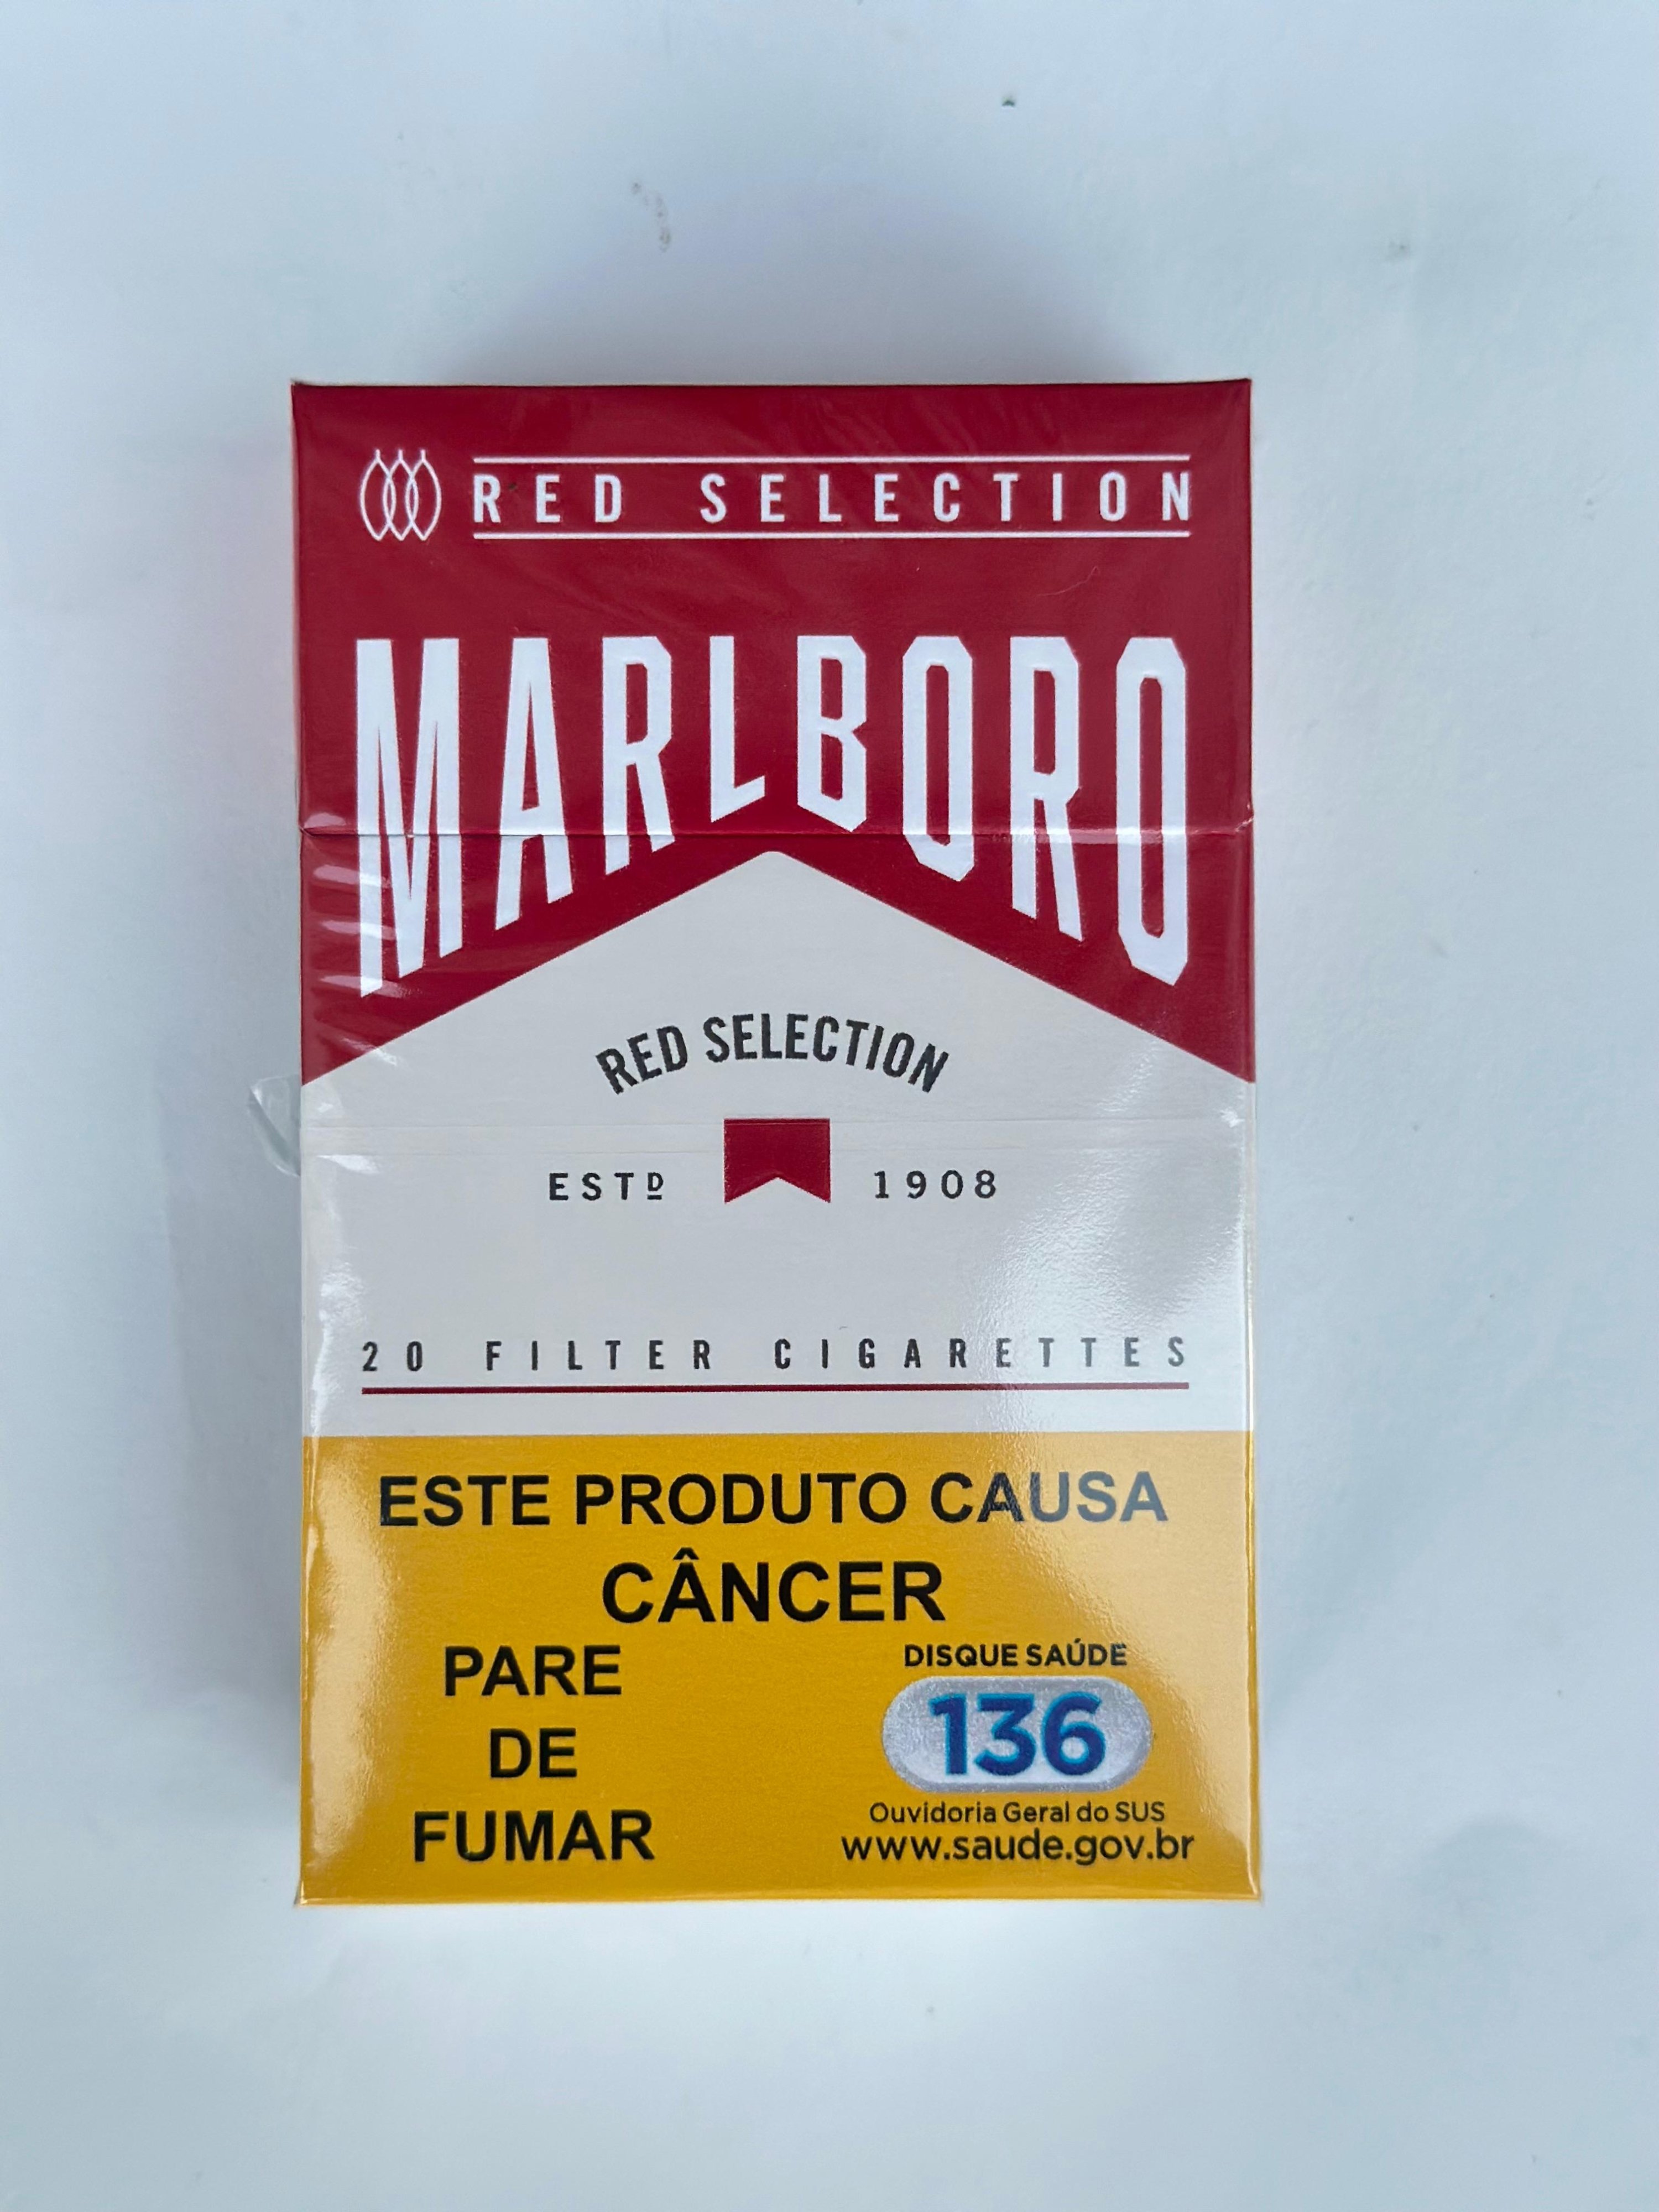 RED SELECTION
MARLBORO
RED SELECTION
ESTD 1908
20 FILTER CIGARETTES
ESTE PRODUTO CAUSA
CÂNCER
PARE
DE
FUMAR
DISQUE SAÚDE
136
Ouvidoria Geral do SUS
www.saude.gov.br